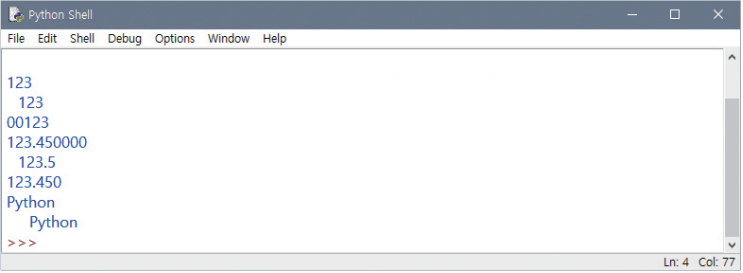 Python Shell
File Edit Shell Debug Options Window Help
123
  123
00123
123.450000
  123.5
123.450
Python
    Python
>>>
Ln: 4 Col: 77